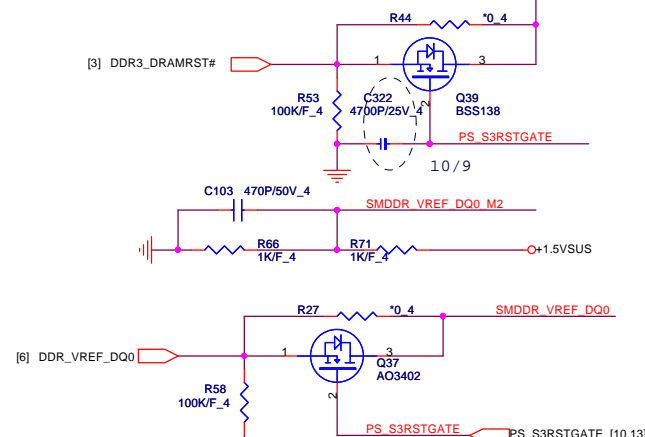 R44 *0_4
[3] DDR3_DRAMRST# 1 3
R53 C322 2 Q39
100K/F_4 4700P/25V_4 BSS138
PS_S3RSTGATE
10/9
C103 470P/50V_4
SMDDR_VREF_DQ0_M2
R66 R71 +1.5VSUS
1K/F_4 1K/F_4
R27 *0_4 SMDDR_VREF_DQ0
[6] DDR_VREF_DQ0 1 3
Q37
AO3402
R58 2
100K/F_4
PS_S3RSTGATE PS_S3RSTGATE [10,13]